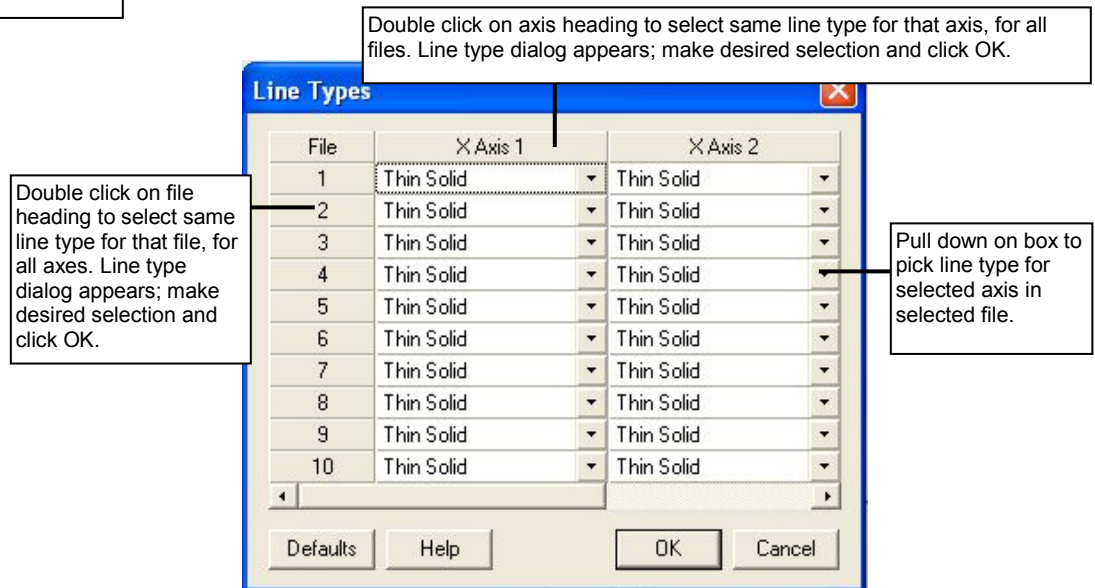 Double click on axis heading to select same line type for that axis, for all
files. Line type dialog appears; make desired selection and click OK.
Line Types
File X Axis 1 X Axis 2
1 Thin Solid Thin Solid
2 Thin Solid Thin Solid
3 Thin Solid Thin Solid
4 Thin Solid Thin Solid
5 Thin Solid Thin Solid
6 Thin Solid Thin Solid
7 Thin Solid Thin Solid
8 Thin Solid Thin Solid
9 Thin Solid Thin Solid
10 Thin Solid Thin Solid
Defaults Help OK Cancel
Double click on file
heading to select same
line type for that file, for
all axes. Line type
dialog appears; make
desired selection and
click OK.
Pull down on box to
pick line type for
selected axis in
selected file.